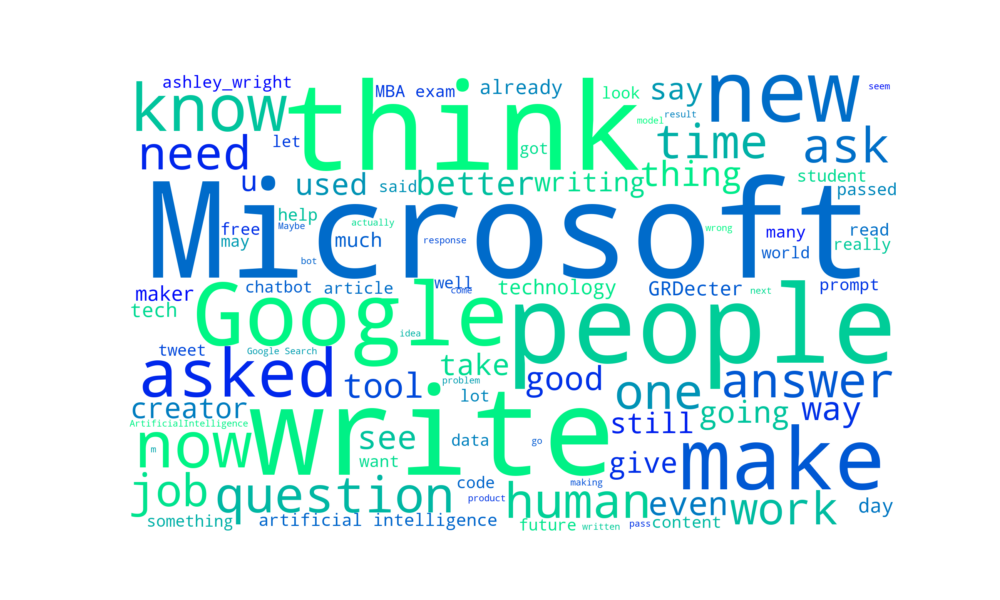 ashley_wright
MBA exam
already
look
say
new
seem
know
think
model
result
need
let
got
time
ask
u
used
said
better
writing
thing
student
passed
Microsoft
free
help
Maybe
may
much
actually
response
wrong
many
read
world
really
bot
maker
chatbot
article
well
come
technology
GRDecter
next
prompt
tech
Google
people
idea
tweet
Google Search
asked
tool
take
problem
good
one
answer
lot
creator
ArtificialIntelligence
now
write
see
want
data
go
still
going
way
m
give
make
job
question
code
product
making
human
even
work
day
something
artificial intelligence
future
written
pass
content